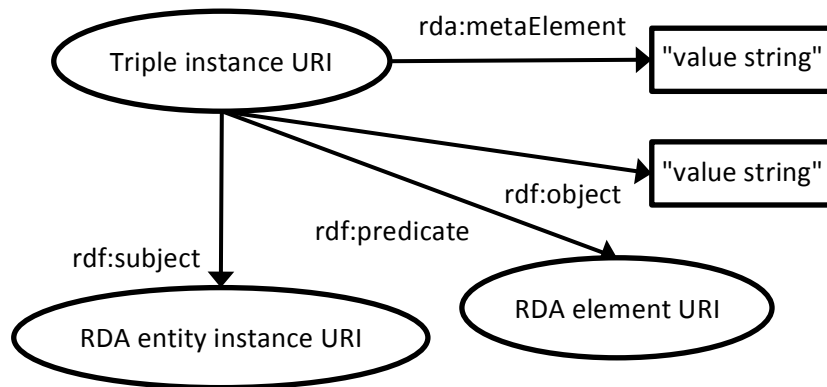 rda:metaElement
Triple instance URI
"value string"
"value string"
rdf:object
rdf:predicate
rdf:subject
RDA element URI
RDA entity instance URI